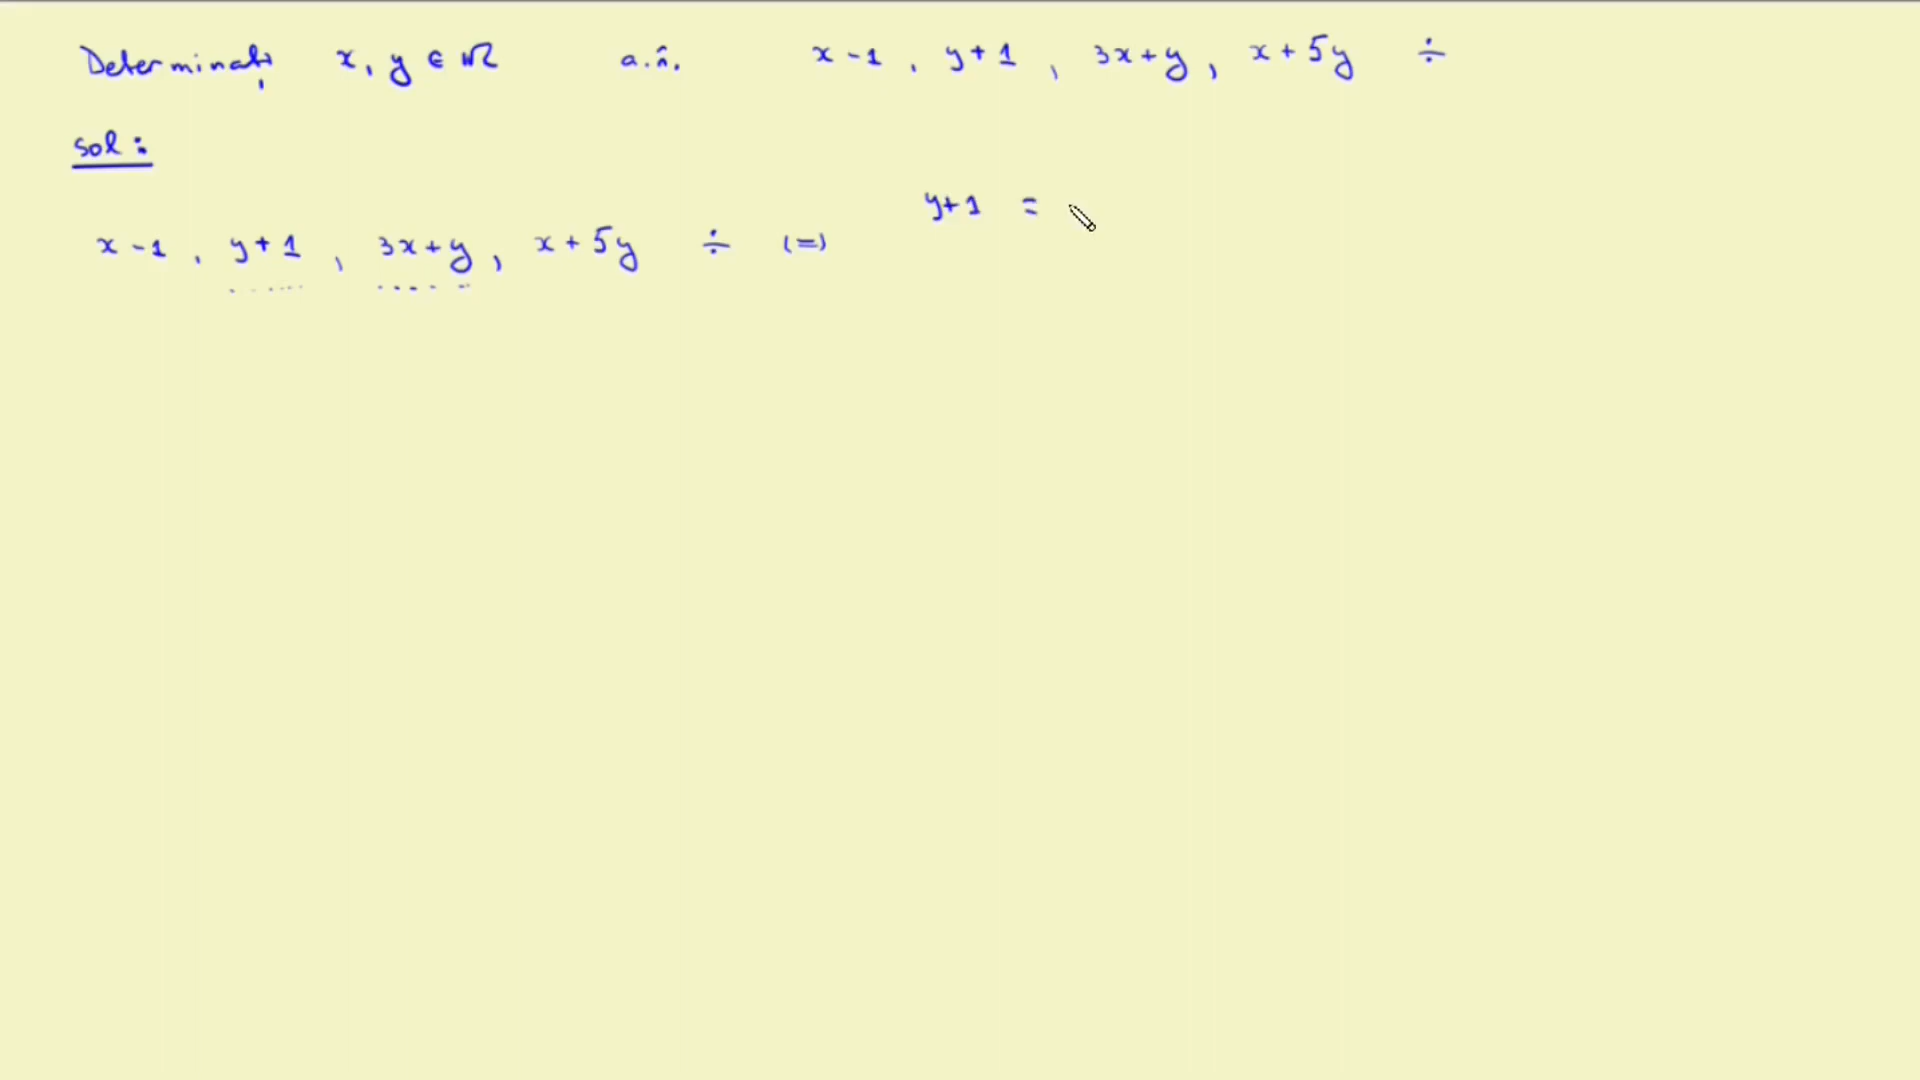 Determinați x, y ∈ ℝ a.î. x-1, y+1, 3x+y, x+5y ÷
sol:
y+1 =
x-1, y+1, 3x+y, x+5y ÷ (=)